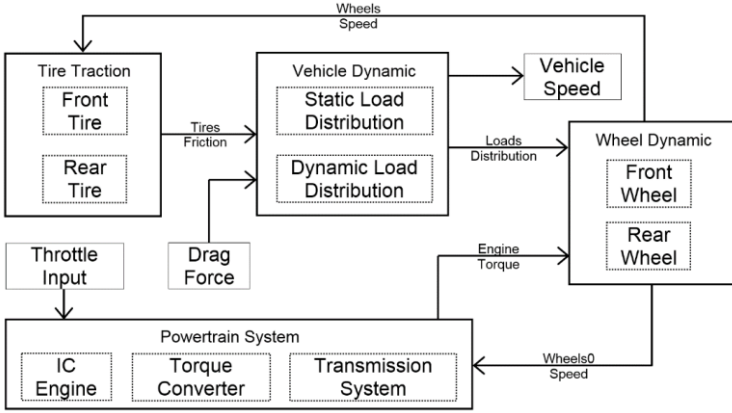 Wheels
Speed
Tire Traction
Front
Tire
Rear
Tire
Tires
Friction
Vehicle Dynamic
Static Load
Distribution
Dynamic Load
Distribution
Vehicle
Speed
Loads
Distribution
Wheel Dynamic
Front
Wheel
Rear
Wheel
Throttle
Input
Drag
Force
Engine
Torque
Powertrain System
IC
Engine
Torque
Converter
Transmission
System
Wheels0
Speed